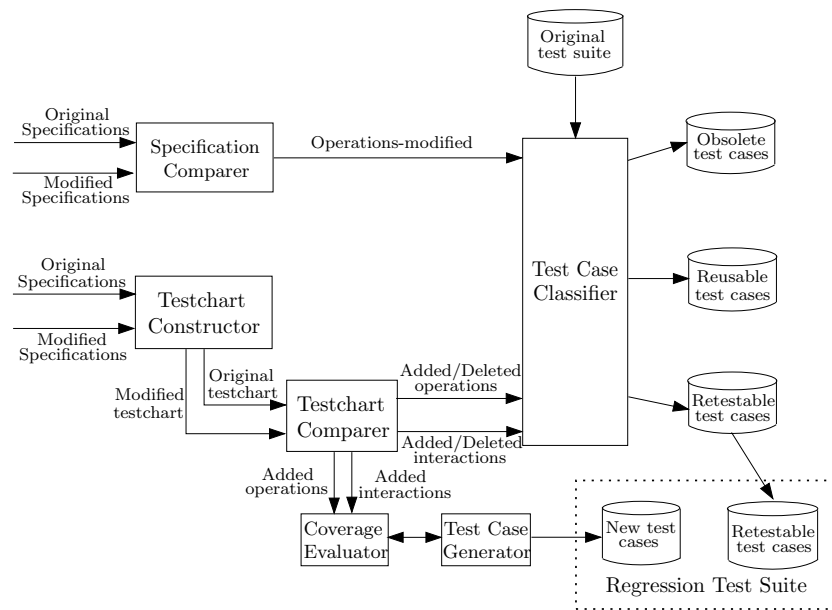 Original
test suite
Original
Specifications
Modified
Specifications
Specification
Comparer
Operations-modified
Obsolete
test cases
Original
Specifications
Modified
Specifications
Testchart
Constructor
Test Case
Classifier
Reusable
test cases
Modified
testchart
Original
testchart
Testchart
Comparer
Added/Deleted
operations
Added/Deleted
interactions
Retestable
test cases
Added
operations
Added
interactions
Coverage
Evaluator
Test Case
Generator
New test
cases
Retestable
test cases
Regression Test Suite